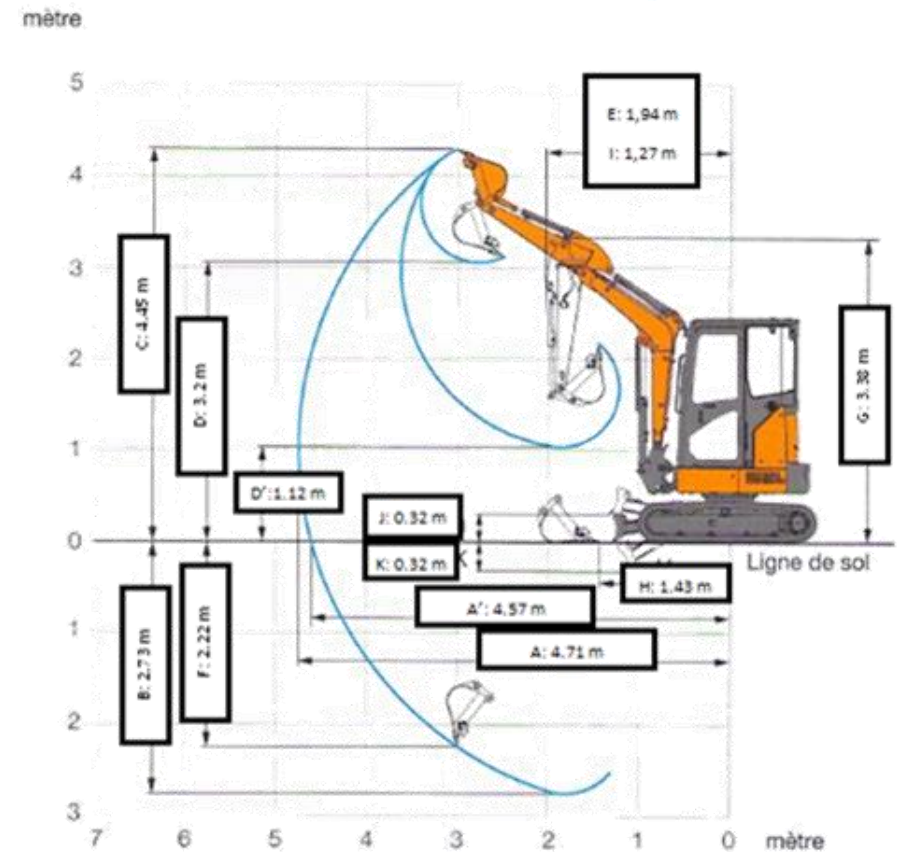 mètre
5
E: 1,94 m
I: 1,27 m
4
3
C: 4.45 m
D: 3.2 m
G: 3.38 m
2
1
D´:1.12 m
J: 0.32 m
0
K: 0.32 m
K
Ligne de sol
H: 1.43 m
A´: 4.57 m
1
A: 4.71 m
B: 2.73 m
F: 2.22 m
2
3
7 6 5 4 3 2 1 0 mètre